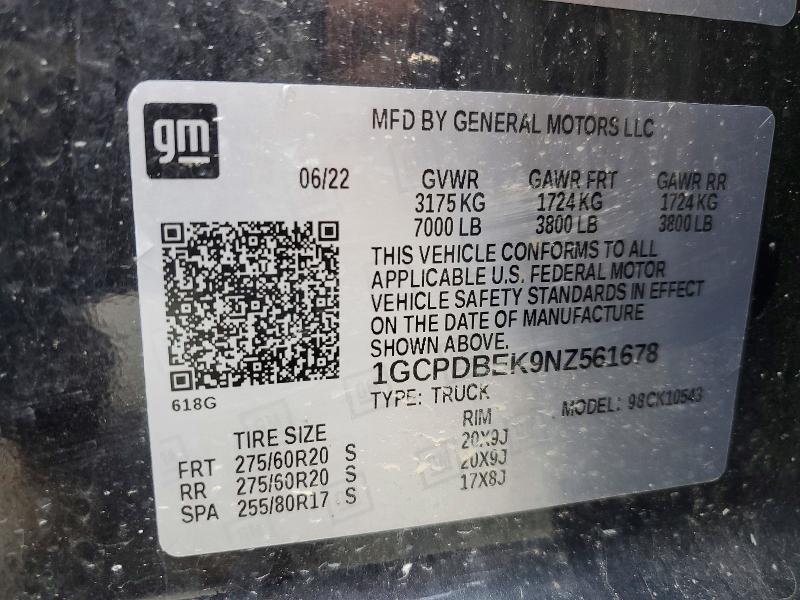 gm
MFD BY GENERAL MOTORS LLC
06/22 GVWR GAWR FRT GAWR RR
3175 KG 1724 KG 1724 KG
7000 LB 3800 LB 3800 LB
THIS VEHICLE CONFORMS TO ALL
APPLICABLE U.S. FEDERAL MOTOR
VEHICLE SAFETY STANDARDS IN EFFECT
ON THE DATE OF MANUFACTURE
SHOWN ABOVE.
1GCPDBEK9NZ561678
618G TYPE: TRUCK MODEL: 98CK10543
TIRE SIZE RIM
FRT 275/60R20 S 20X9J
RR 275/60R20 S 20X9J
SPA 255/80R17 S 17X8J